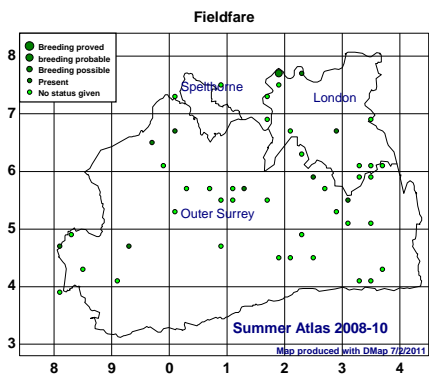 Fieldfare
Breeding proved
breeding probable
Breeding possible
Present
No status given
8
7
6
5
4
3
Spelthorne
London
Outer Surrey
Summer Atlas 2008-10
Map produced with DMap 7/2/2011
8 9 0 1 2 3 4